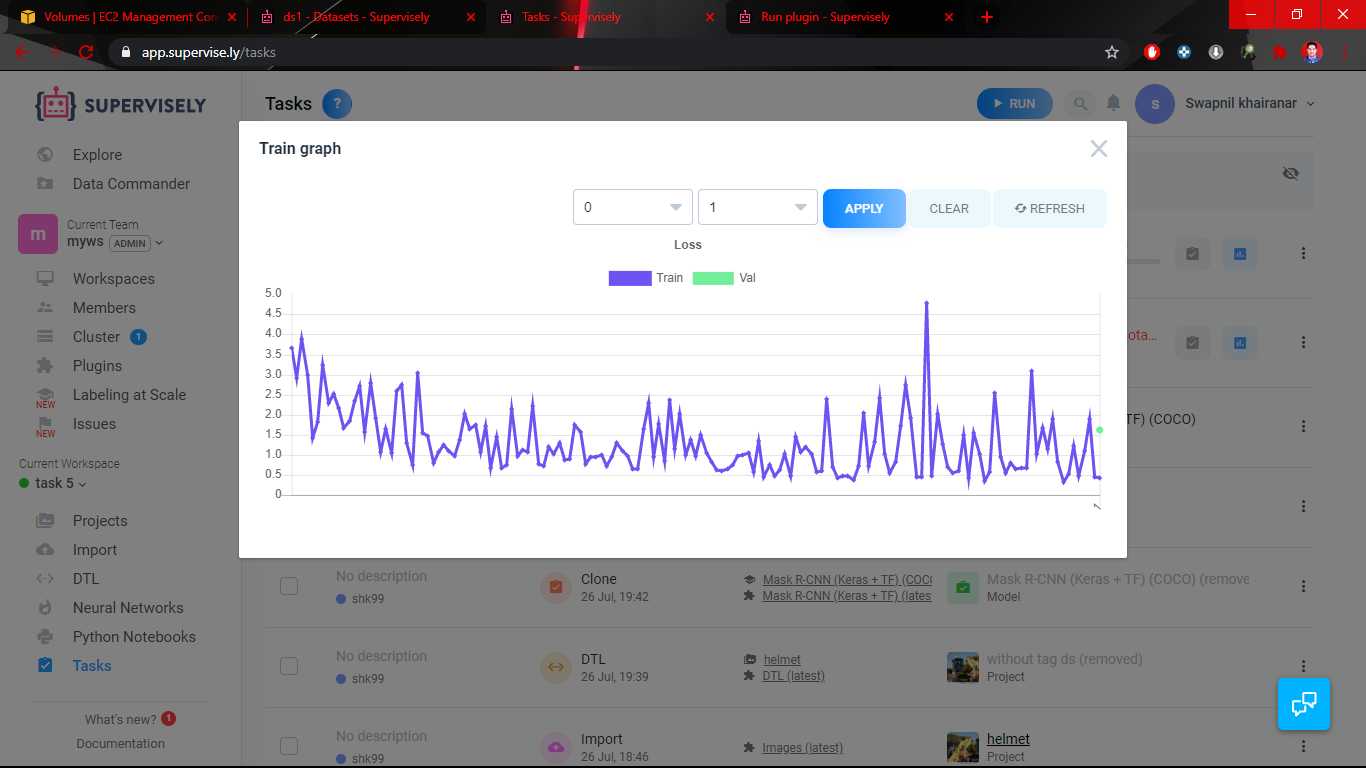 Volumes | EC2 Management Con
ds1 - Datasets - Supervisely
Tasks - Supervisely
Run plugin - Supervisely
app.supervise.ly/tasks
SUPERVISELY
Tasks
?
RUN
s
Swapnil khairanar
Explore
Data Commander
m
Current Team
myws ADMIN
Workspaces
Members
Cluster 1
Plugins
Labeling at Scale
NEW
Issues
NEW
Current Workspace
task 5
Projects
Import
DTL
Neural Networks
Python Notebooks
Tasks
What's new? 1
Documentation
Train graph
0
1
APPLY
CLEAR
REFRESH
Loss
Train
Val
5.0
4.5
4.0
3.5
3.0
2.5
2.0
1.5
1.0
0.5
0
ota...
TF) (COCO)
No description
shk99
Clone
26 Jul, 19:42
Mask R-CNN (Keras + TF) (COC
Mask R-CNN (Keras + TF) (lates
Mask R-CNN (Keras + TF) (COCO) (remove
Model
No description
shk99
DTL
26 Jul, 19:39
helmet
DTL (latest)
without tag ds (removed)
Project
No description
shk99
Import
26 Jul, 18:46
Images (latest)
helmet
Project